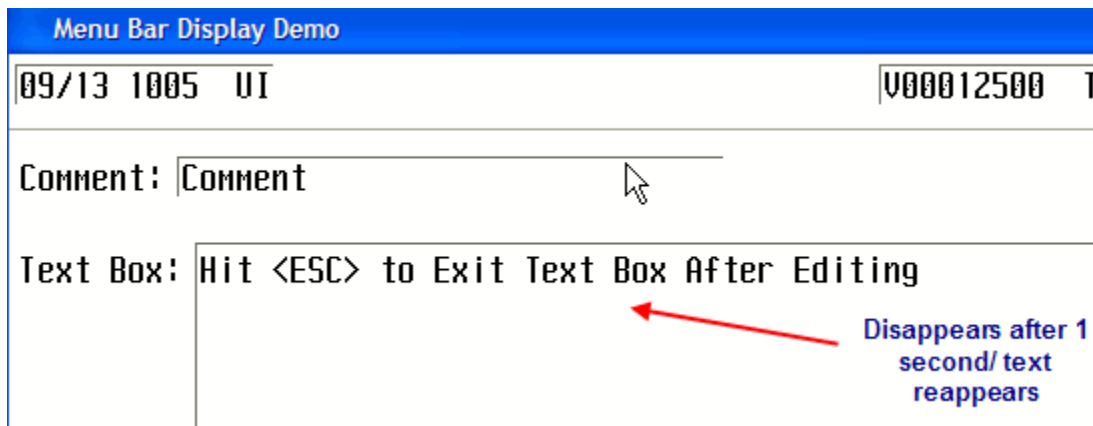 Menu Bar Display Demo
09/13 1005 UI V00012500
Comment: Comment
Text Box: Hit <ESC> to Exit Text Box After Editing
Disappears after 1
second/ text
reappears